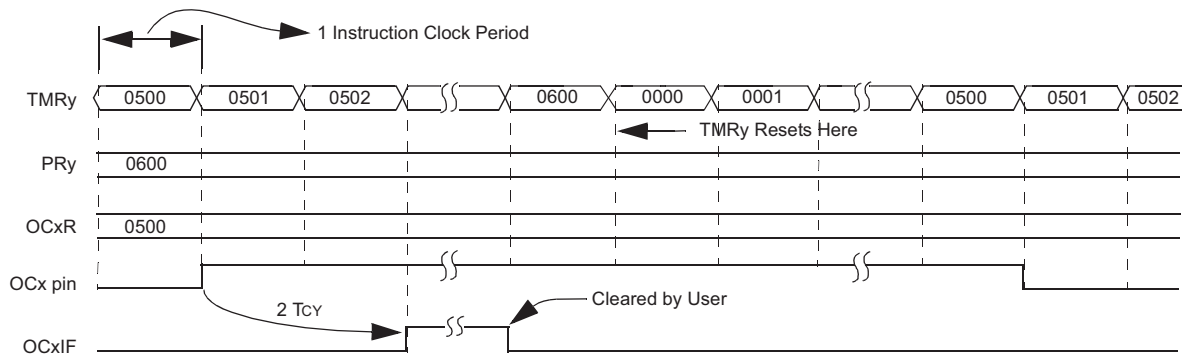 1 Instruction Clock Period
TMRy 0500 0501 0502 0600 0000 0001 0500 0501 0502
TMRy Resets Here
PRy 0600
OCxR 0500
OCx pin
2 TCY
Cleared by User
OCxIF